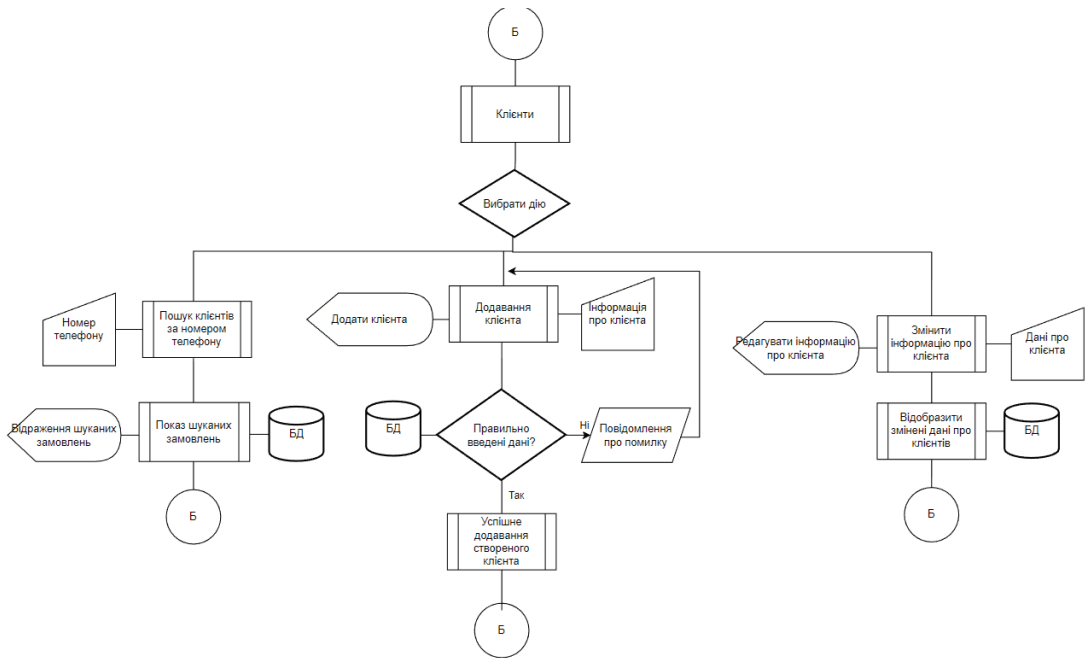 Б
Клієнти
Вибрати дію
Номер
телефону
Пошук клієнтів
за номером
телефону
Відраження шуканих
замовлень
Показ шуканих
замовлень
БД
Б
Додати клієнта
Додавання
клієнта
Інформація
про клієнта
БД
Правильно
введені дані?
Ні
Повідомлення
про помилку
Так
Успішне
додавання
створеного
клієнта
Б
Редагувати інформацію
про клієнта
Змінити
інформацію про
клієнта
Дані про
клієнта
Відобразити
змінені дані про
клієнтів
БД
Б